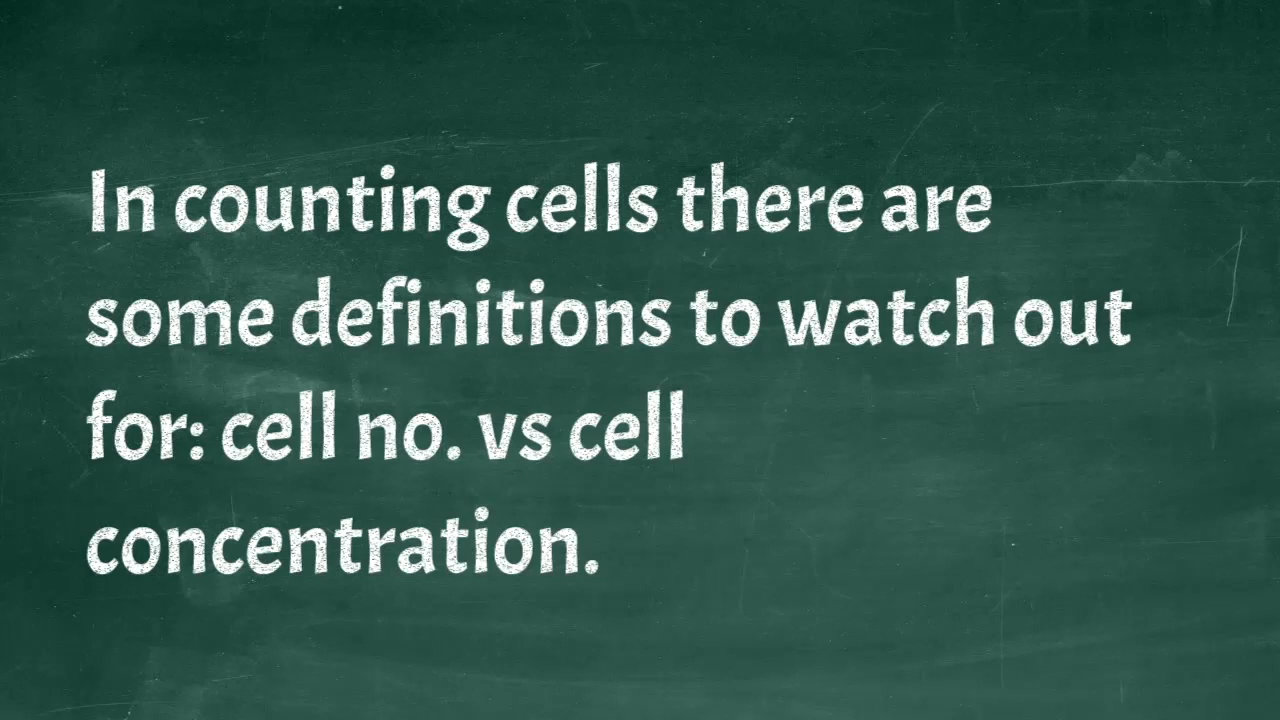 In counting cells there are
some definitions to watch out
for: cell no. vs cell
concentration.